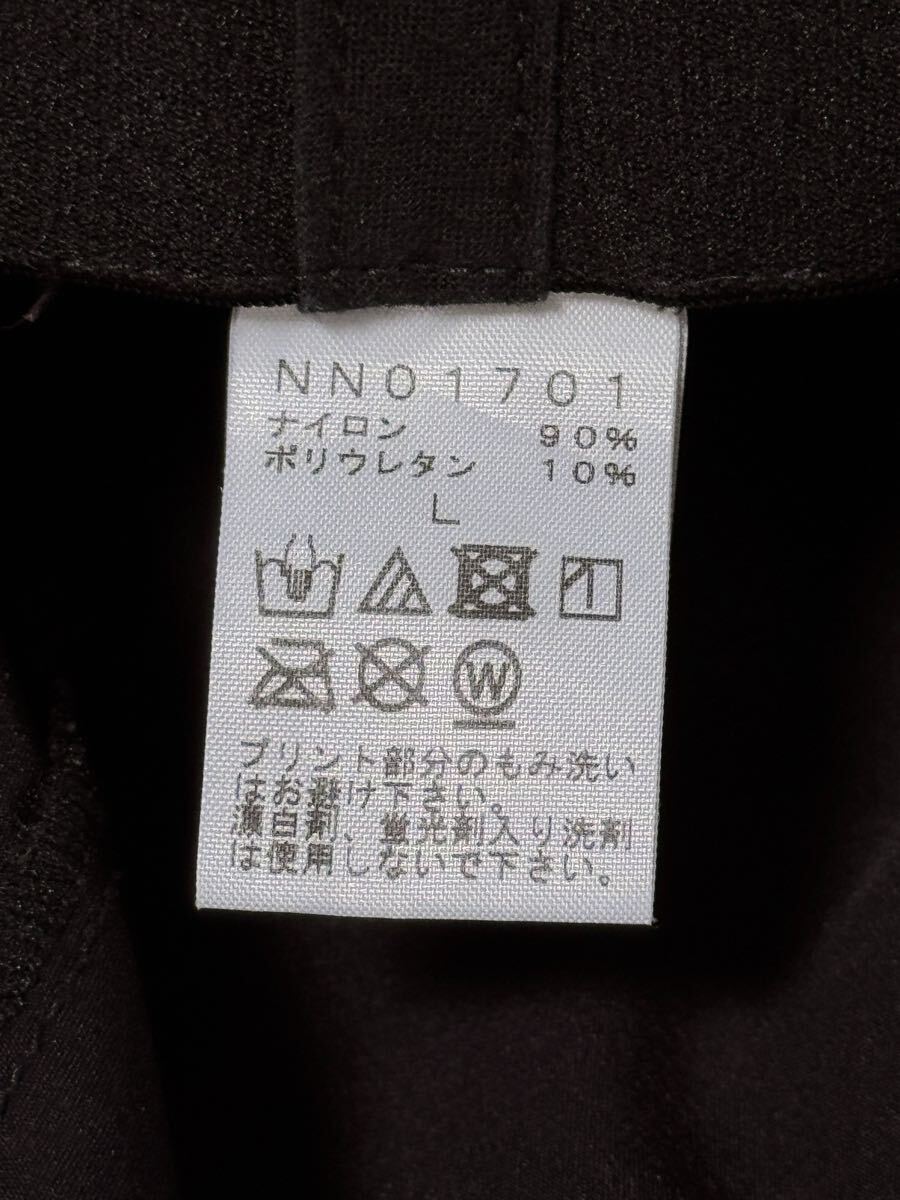 NN01701
ナイロン 90%
ポリウレタン 10%
L
W
プリント部分のもみ洗い
はお避け下さい。
漂白剤、蛍光剤入り洗剤
は使用しないで下さい。